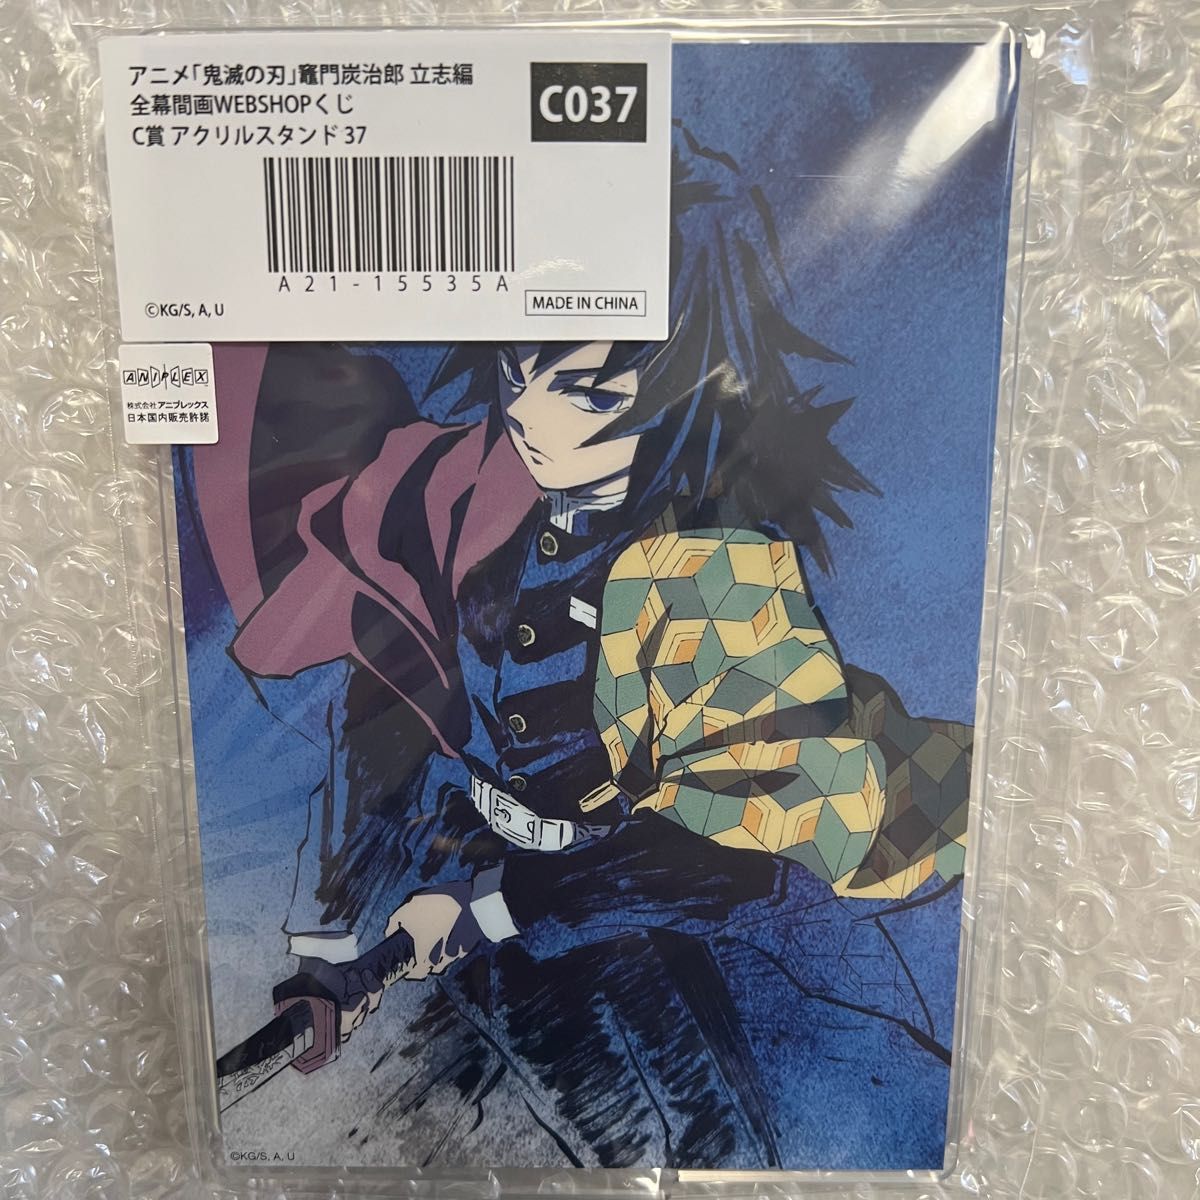 アニメ「鬼滅の刃」竈門炭治郎 立志編
全幕間画WEBSHOPくじ
C賞 アクリルスタンド 37
C037
A21-15535A
©KG/S, A, U
MADE IN CHINA
ANIPLEX
株式会社アニプレックス
日本国内販売許諾
©KG/S, A, U